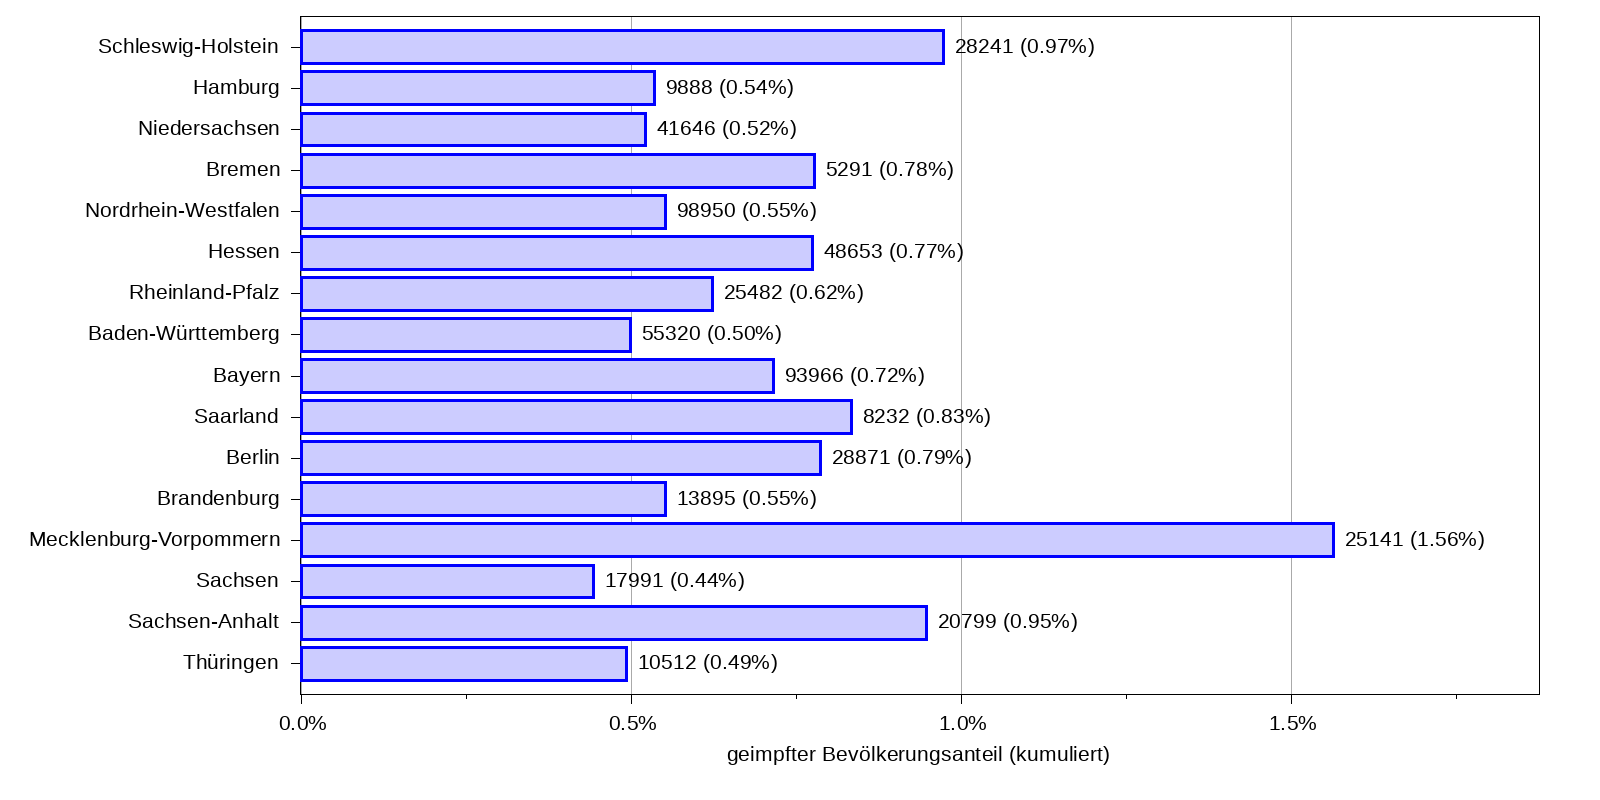 Schleswig-Holstein 28241 (0.97%)
Hamburg 9888 (0.54%)
Niedersachsen 41646 (0.52%)
Bremen 5291 (0.78%)
Nordrhein-Westfalen 98950 (0.55%)
Hessen 48653 (0.77%)
Rheinland-Pfalz 25482 (0.62%)
Baden-Württemberg 55320 (0.50%)
Bayern 93966 (0.72%)
Saarland 8232 (0.83%)
Berlin 28871 (0.79%)
Brandenburg 13895 (0.55%)
Mecklenburg-Vorpommern 25141 (1.56%)
Sachsen 17991 (0.44%)
Sachsen-Anhalt 20799 (0.95%)
Thüringen 10512 (0.49%)
0.0% 0.5% 1.0% 1.5%
geimpfter Bevölkerungsanteil (kumuliert)